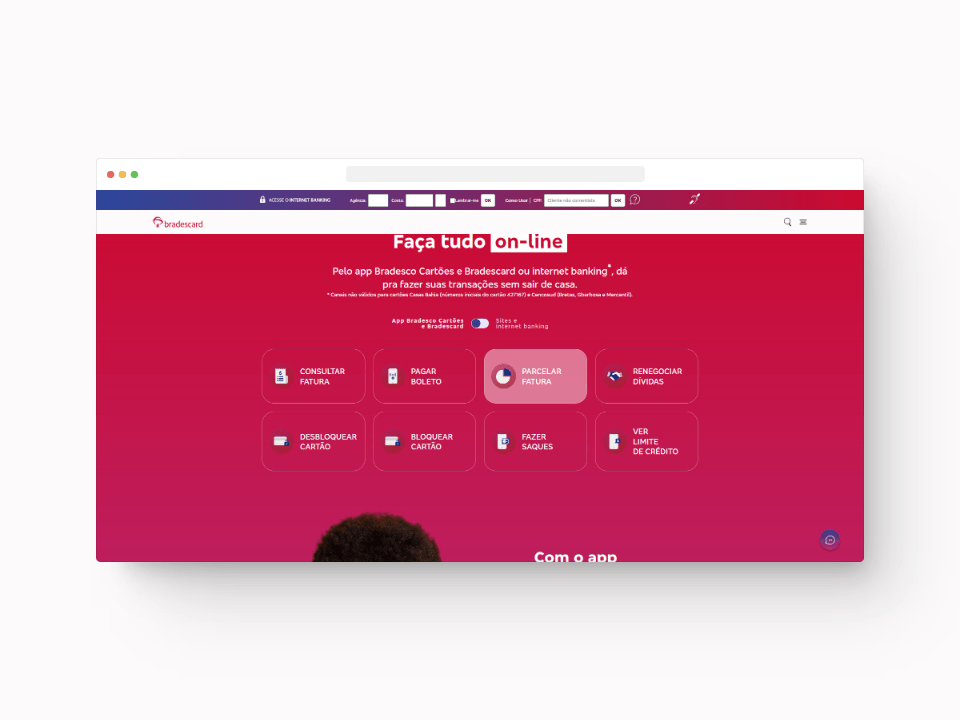 ACESSE O INTERNET BANKING Agência: Conta: Lembrar-me OK Como Usar | CPF: Cliente não correntista OK
bradescard
Faça tudo on-line
Pelo app Bradesco Cartões e Bradescard ou internet banking*, dá
pra fazer suas transações sem sair de casa.
* Canais não válidos para cartões Casas Bahia (números iniciais do cartão 427167) e Cencosud (Bretas, Gbarbosa e Mercantil).
App Bradesco Cartões
e Bradescard
Sites e
internet banking
CONSULTAR
FATURA
PAGAR
BOLETO
PARCELAR
FATURA
RENEGOCIAR
DÍVIDAS
DESBLOQUEAR
CARTÃO
BLOQUEAR
CARTÃO
FAZER
SAQUES
VER
LIMITE
DE CRÉDITO
Com o app